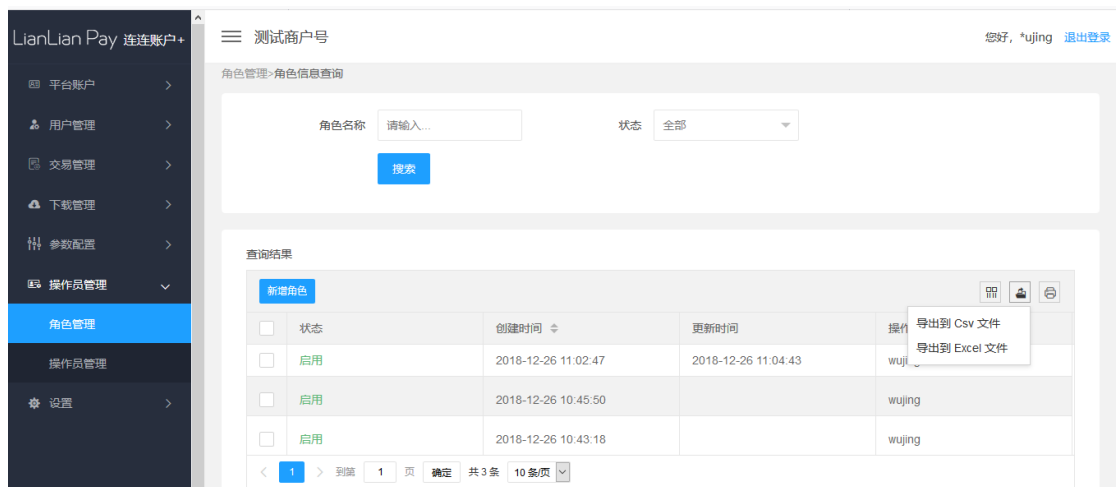 LianLian Pay 连连账户+
测试商户号
您好, *ujing 退出登录
平台账户
用户管理
交易管理
下载管理
参数配置
操作员管理
角色管理
操作员管理
设置
角色管理>角色信息查询
角色名称 请输入... 状态 全部
搜索
查询结果
新增角色
导出到 Csv 文件
导出到 Excel 文件
状态 创建时间 更新时间 操作
启用 2018-12-26 11:02:47 2018-12-26 11:04:43
启用 2018-12-26 10:45:50 wujing
启用 2018-12-26 10:43:18 wujing
1 到第 1 页 确定 共 3 条 10 条/页